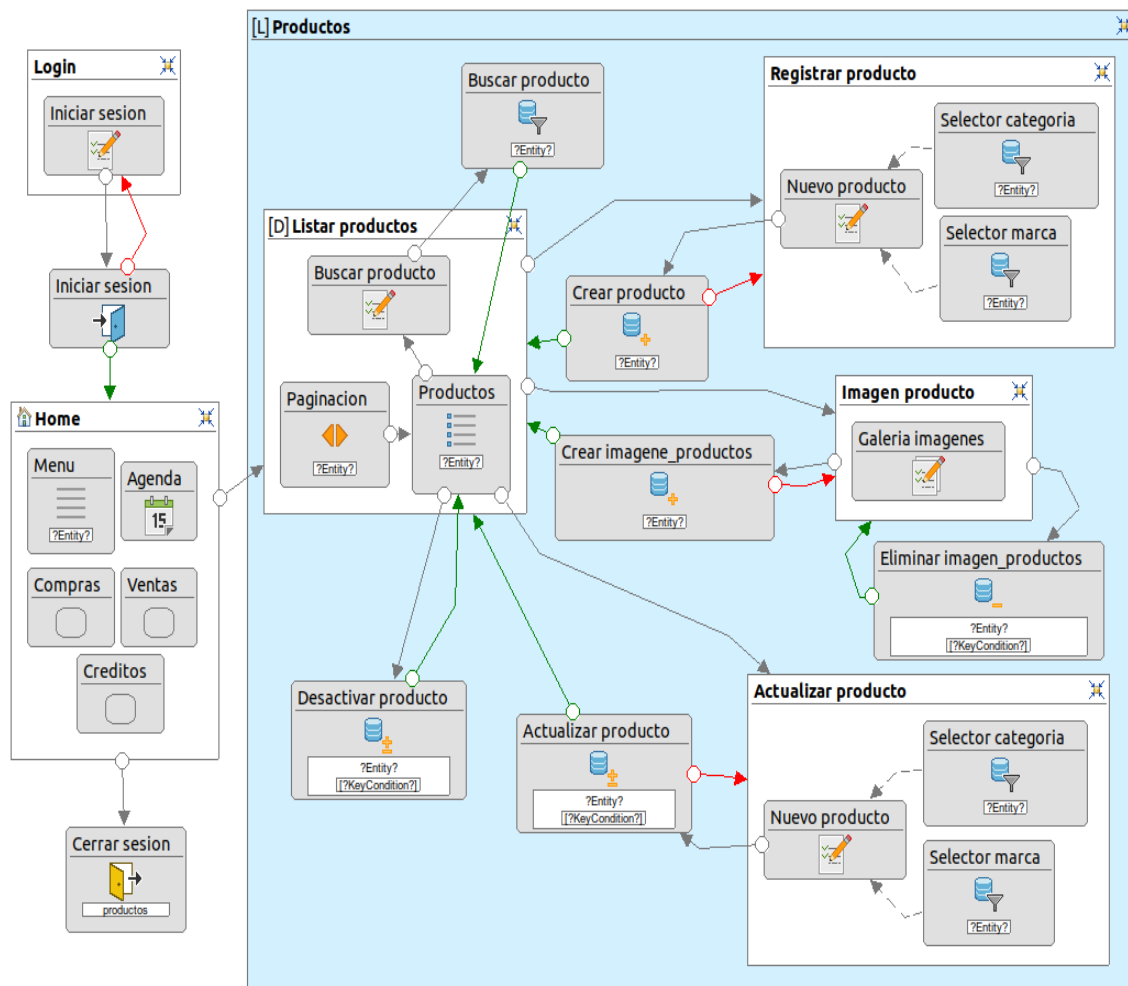 [L] Productos
Login
Iniciar sesion
Iniciar sesion
Home
Menu
?Entity?
Agenda
15
Compras
Ventas
Creditos
Cerrar sesion
productos
Buscar producto
?Entity?
[D] Listar productos
Buscar producto
Paginacion
?Entity?
Productos
?Entity?
Registrar producto
Selector categoria
?Entity?
Nuevo producto
Selector marca
?Entity?
Crear producto
?Entity?
Imagen producto
Galeria imagenes
Crear imagene_productos
?Entity?
Eliminar imagen_productos
?Entity?
[?KeyCondition?]
Desactivar producto
?Entity?
[?KeyCondition?]
Actualizar producto
?Entity?
[?KeyCondition?]
Actualizar producto
Selector categoria
?Entity?
Nuevo producto
Selector marca
?Entity?